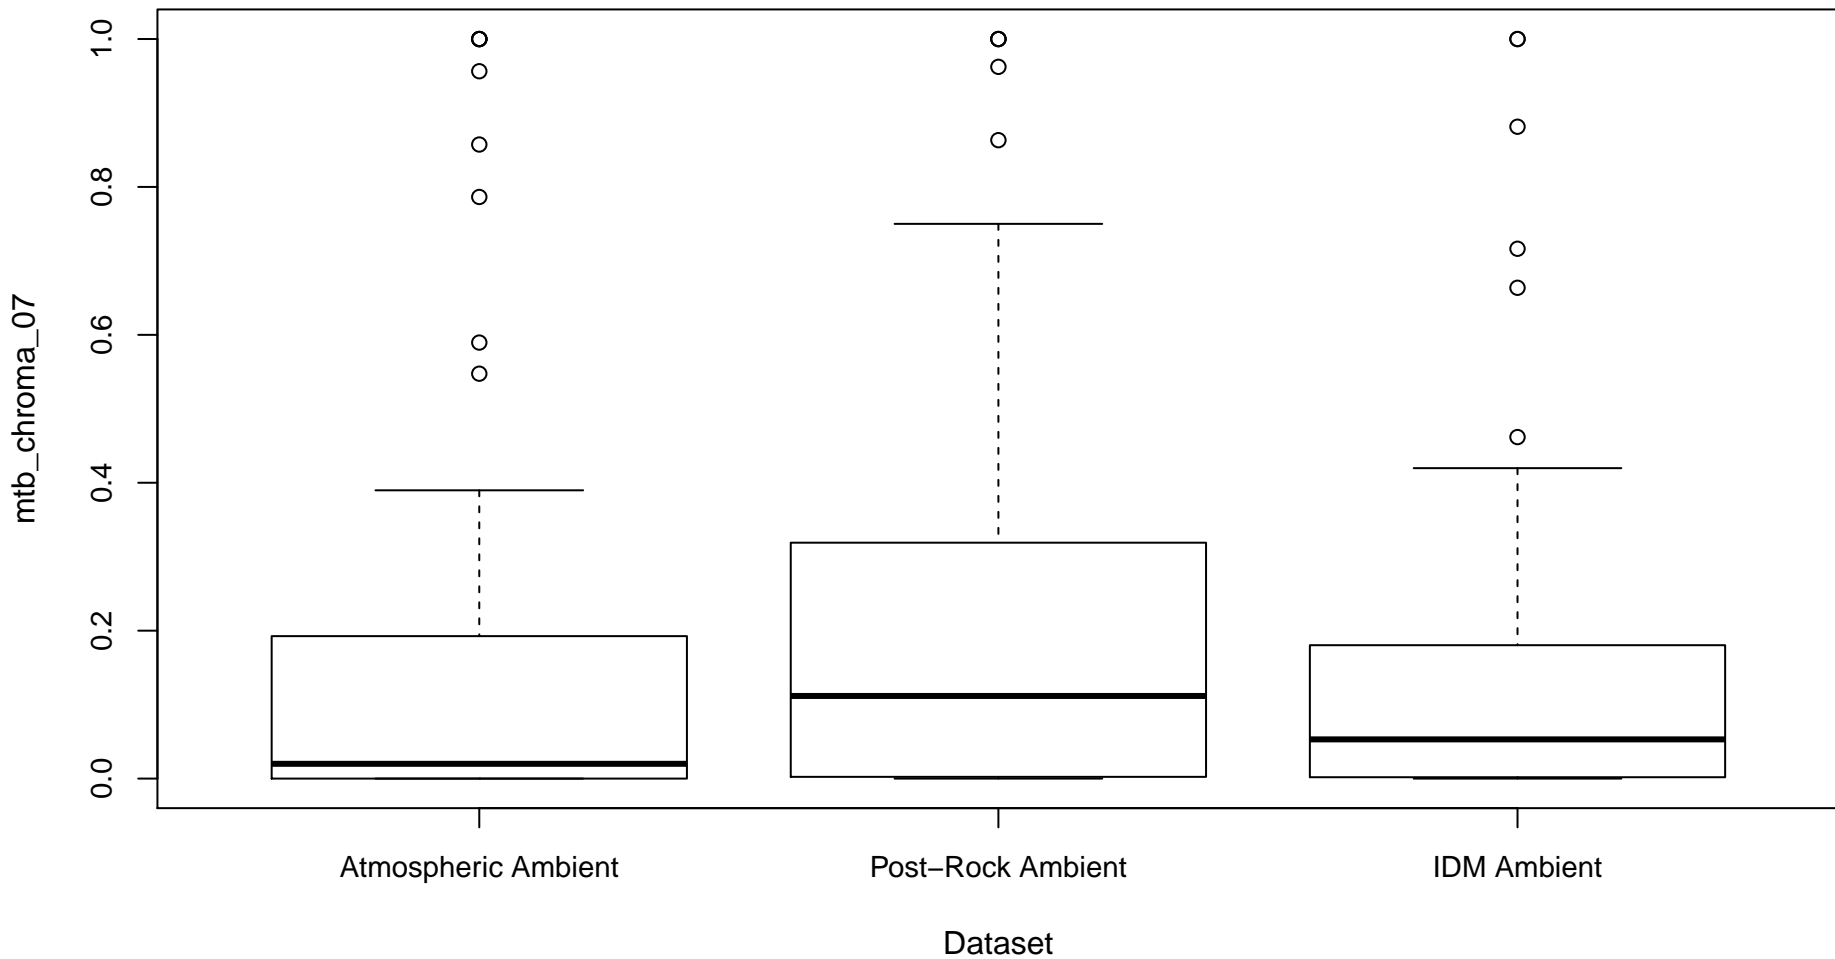 mtb_chroma_07
1.0
0.8
0.6
0.4
0.2
0.0
Atmospheric Ambient
Post−Rock Ambient
IDM Ambient
Dataset